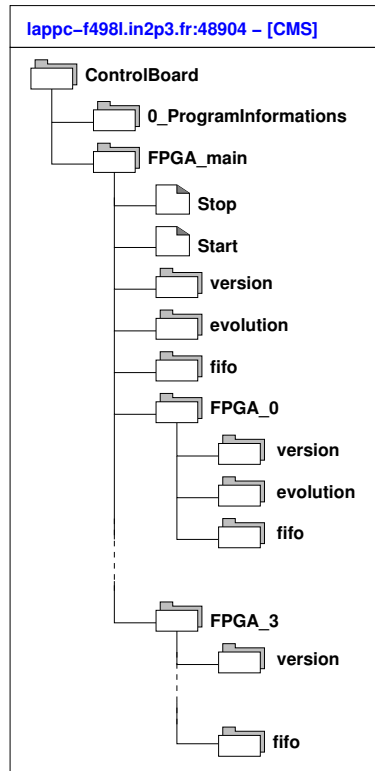 lappc−f498l.in2p3.fr:48904 − [CMS]
ControlBoard
0_ProgramInformations
FPGA_main
Stop
Start
version
evolution
fifo
FPGA_0
version
evolution
fifo
FPGA_3
version
fifo